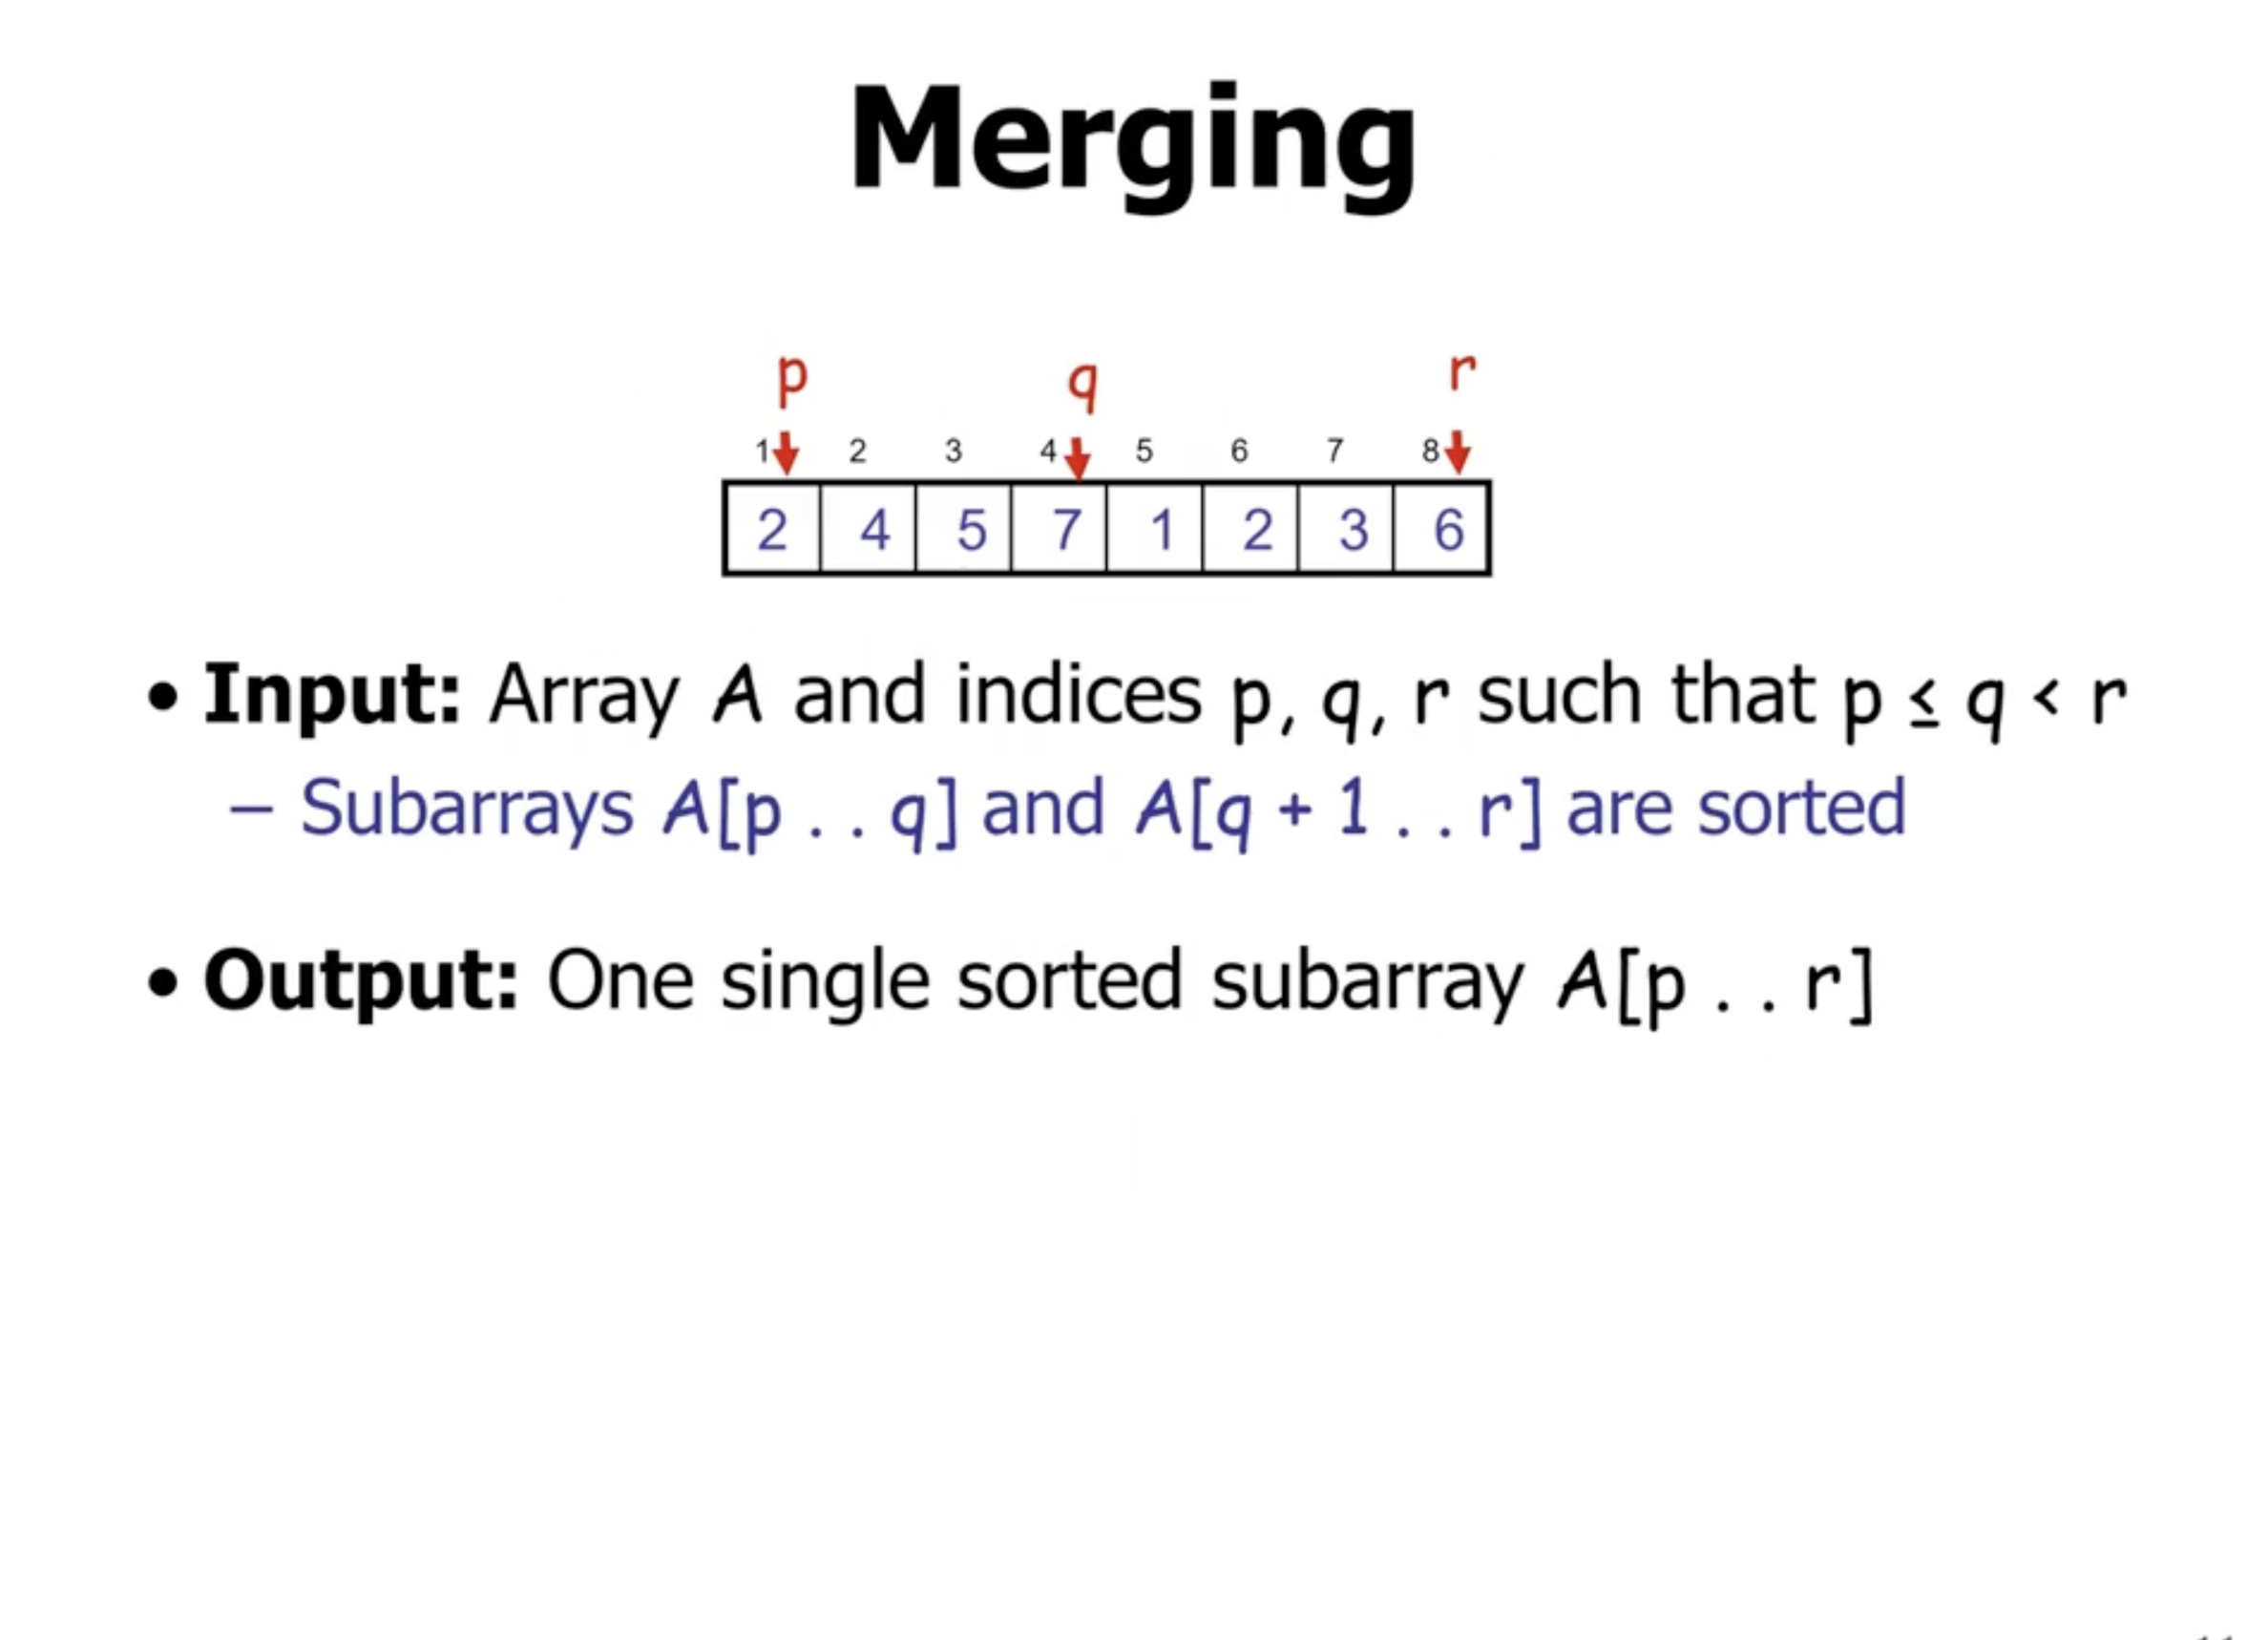 Merging
p q r
1 2 3 4 5 6 7 8
2 4 5 7 1 2 3 6
• Input: Array A and indices p, q, r such that p ≤ q < r
– Subarrays A[p . . q] and A[q + 1 . . r] are sorted
• Output: One single sorted subarray A[p . . r]